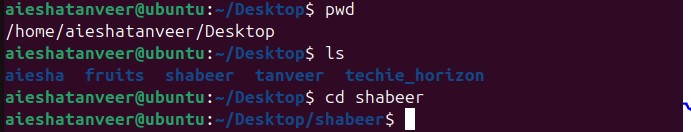 aieshatanveer@ubuntu:~/Desktop$ pwd
/home/aieshatanveer/Desktop
aieshatanveer@ubuntu:~/Desktop$ ls
aiesha  fruits  shabeer  tanveer  techie_horizon
aieshatanveer@ubuntu:~/Desktop$ cd shabeer
aieshatanveer@ubuntu:~/Desktop/shabeer$